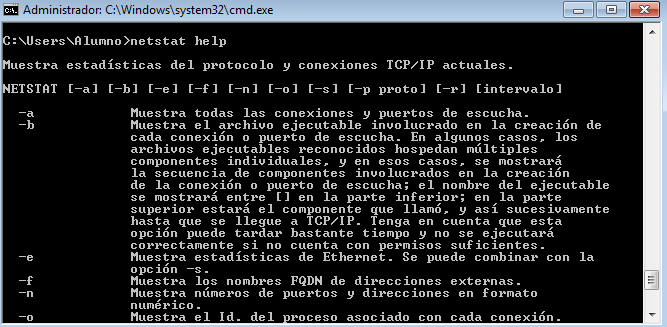 Administrador: C:\Windows\system32\cmd.exe
C:\Users\Alumno>netstat help
Muestra estadísticas del protocolo y conexiones TCP/IP actuales.
NETSTAT [-a] [-b] [-e] [-f] [-n] [-o] [-s] [-p proto] [-r] [intervalo]
-a Muestra todas las conexiones y puertos de escucha.
-b Muestra el archivo ejecutable involucrado en la creación de
cada conexión o puerto de escucha. En algunos casos, los
archivos ejecutables reconocidos hospedan múltiples
componentes individuales, y en esos casos, se mostrará
la secuencia de componentes involucrados en la creación
de la conexión o puerto de escucha; el nombre del ejecutable
se mostrará entre [] en la parte inferior; en la parte
superior estará el componente que llamó, y así sucesivamente
hasta que se llegue a TCP/IP. Tenga en cuenta que esta
opción puede tardar bastante tiempo y no se ejecutará
correctamente si no cuenta con permisos suficientes.
-e Muestra estadísticas de Ethernet. Se puede combinar con la
opción -s.
-f Muestra los nombres FQDN de direcciones externas.
-n Muestra números de puertos y direcciones en formato
numérico.
-o Muestra el Id. del proceso asociado con cada conexión.